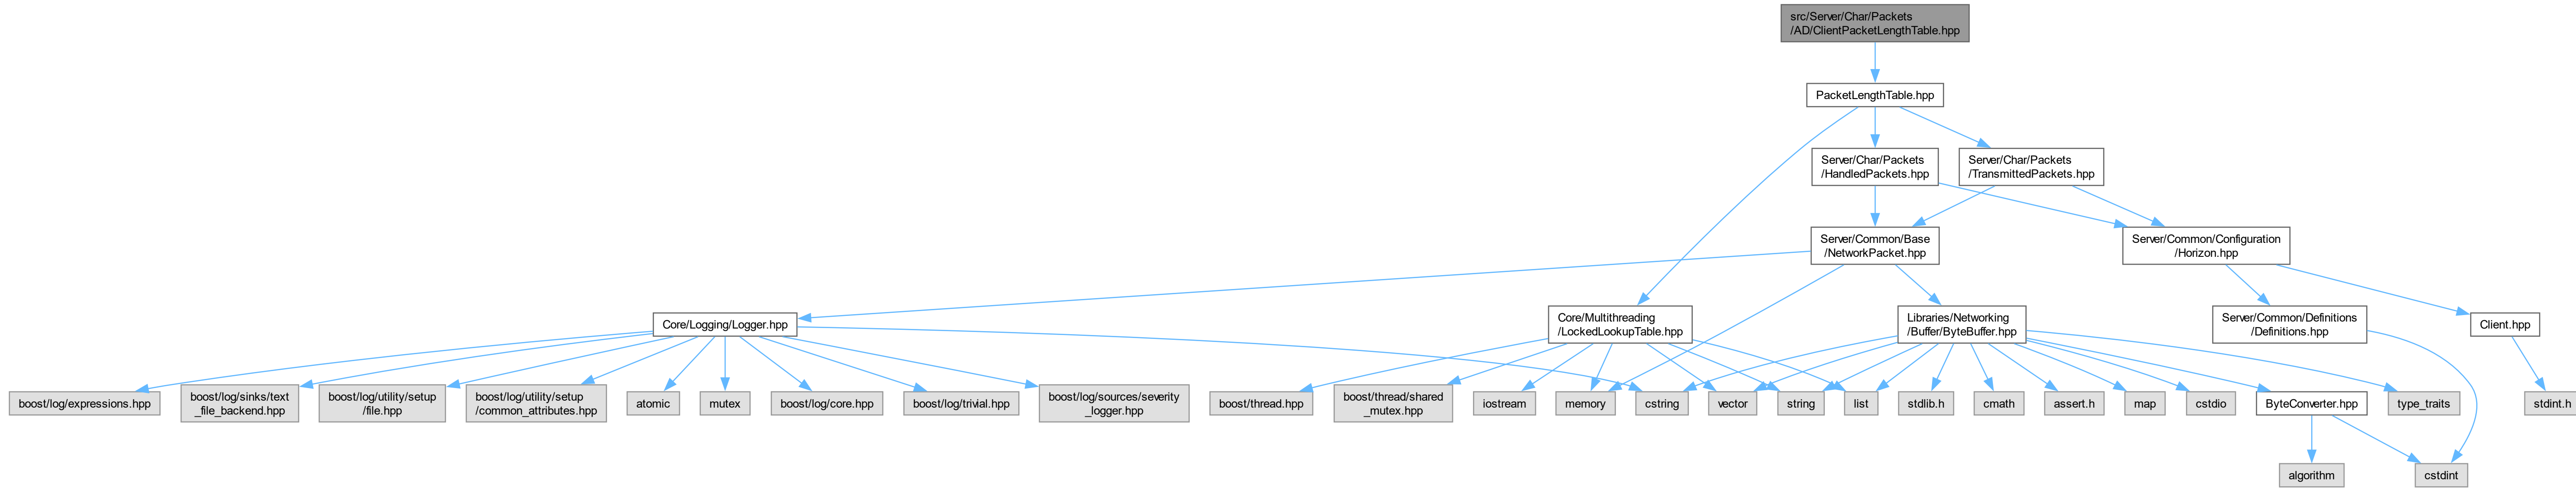 src/Server/Char/Packets
/AD/ClientPacketLengthTable.hpp
PacketLengthTable.hpp
Server/Char/Packets
/HandledPackets.hpp
Server/Char/Packets
/TransmittedPackets.hpp
Server/Common/Base
/NetworkPacket.hpp
Server/Common/Configuration
/Horizon.hpp
Core/Logging/Logger.hpp
Core/Multithreading
/LockedLookupTable.hpp
Libraries/Networking
/Buffer/ByteBuffer.hpp
Server/Common/Definitions
/Definitions.hpp
Client.hpp
boost/log/expressions.hpp
boost/log/sinks/text
_file_backend.hpp
boost/log/utility/setup
/file.hpp
boost/log/utility/setup
/common_attributes.hpp
atomic
mutex
boost/log/core.hpp
boost/log/trivial.hpp
boost/log/sources/severity
_logger.hpp
boost/thread.hpp
boost/thread/shared
_mutex.hpp
iostream
memory
cstring
vector
string
list
stdlib.h
cmath
assert.h
map
cstdio
ByteConverter.hpp
type_traits
stdint.h
algorithm
cstdint